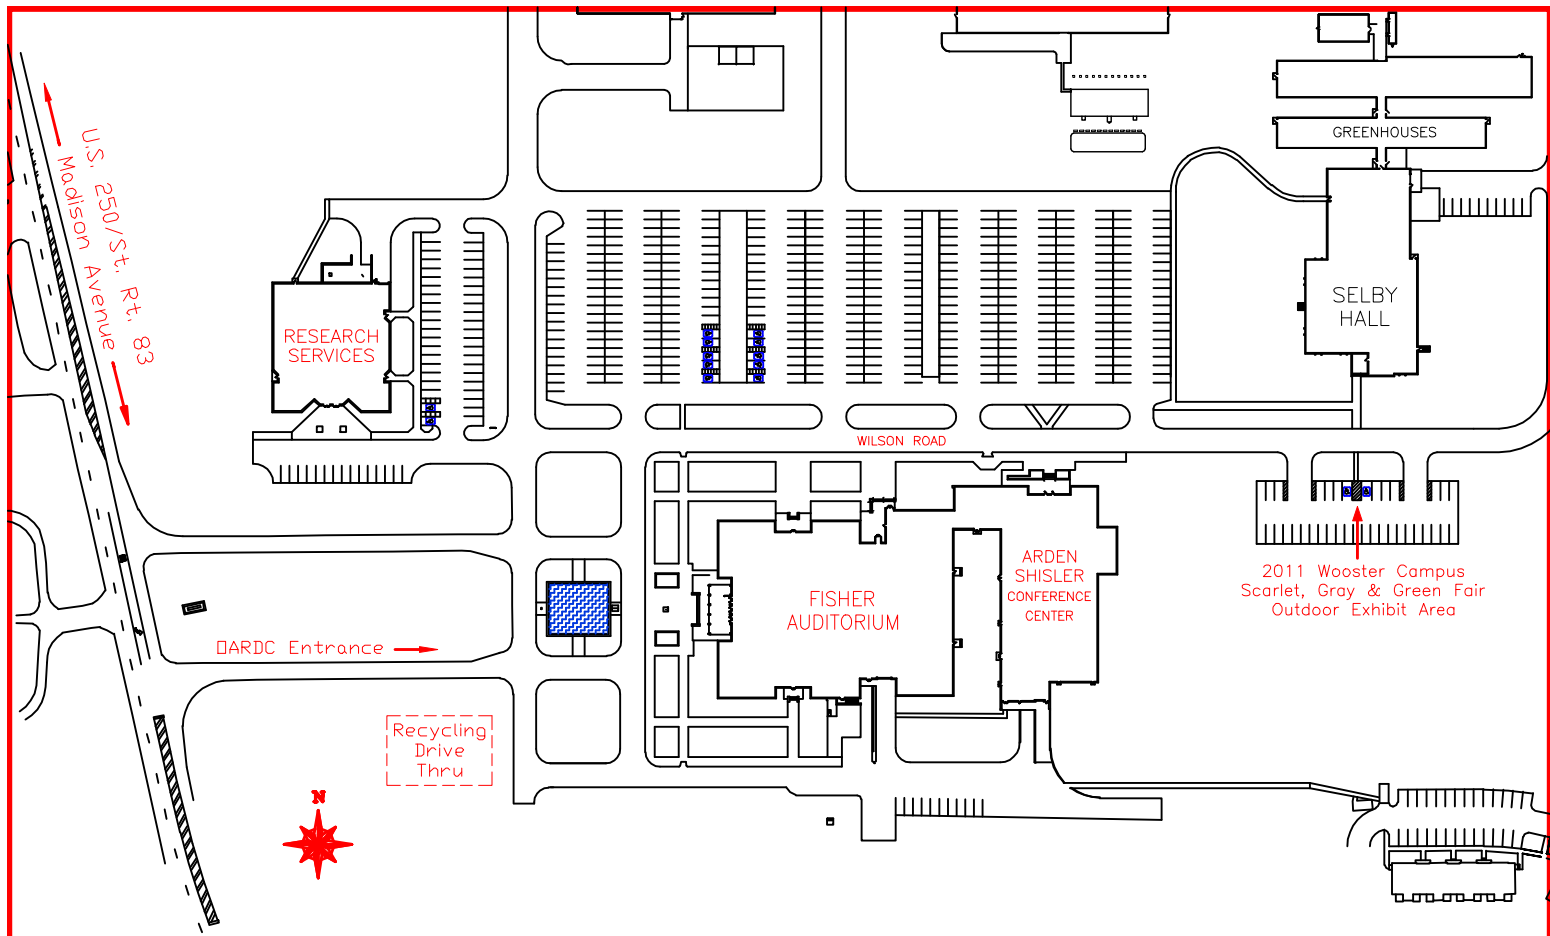 GREENHOUSES
U.S. 250/St. Rt. 83
Madison Avenue
SELBY
HALL
RESEARCH
SERVICES
WILSON ROAD
ARDEN
SHISLER
CONFERENCE
CENTER
FISHER
AUDITORIUM
2011 Wooster Campus
Scarlet, Gray & Green Fair
Outdoor Exhibit Area
OARDC Entrance
Recycling
Drive
Thru
N